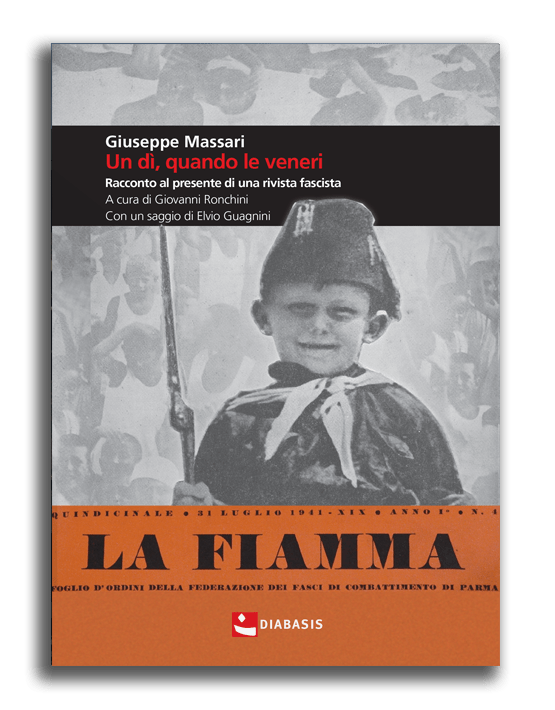 Giuseppe Massari
Un dì, quando le veneri
Racconto al presente di una rivista fascista
A cura di Giovanni Ronchini
Con un saggio di Elvio Guagnini
QUINDICINALE • 31 LUGLIO 1941-XIX • ANNO Iº • N. 4
LA FIAMMA
FOGLIO D'ORDINI DELLA FEDERAZIONE DEI FASCI DI COMBATTIMENTO DI PARMA
DIABASIS